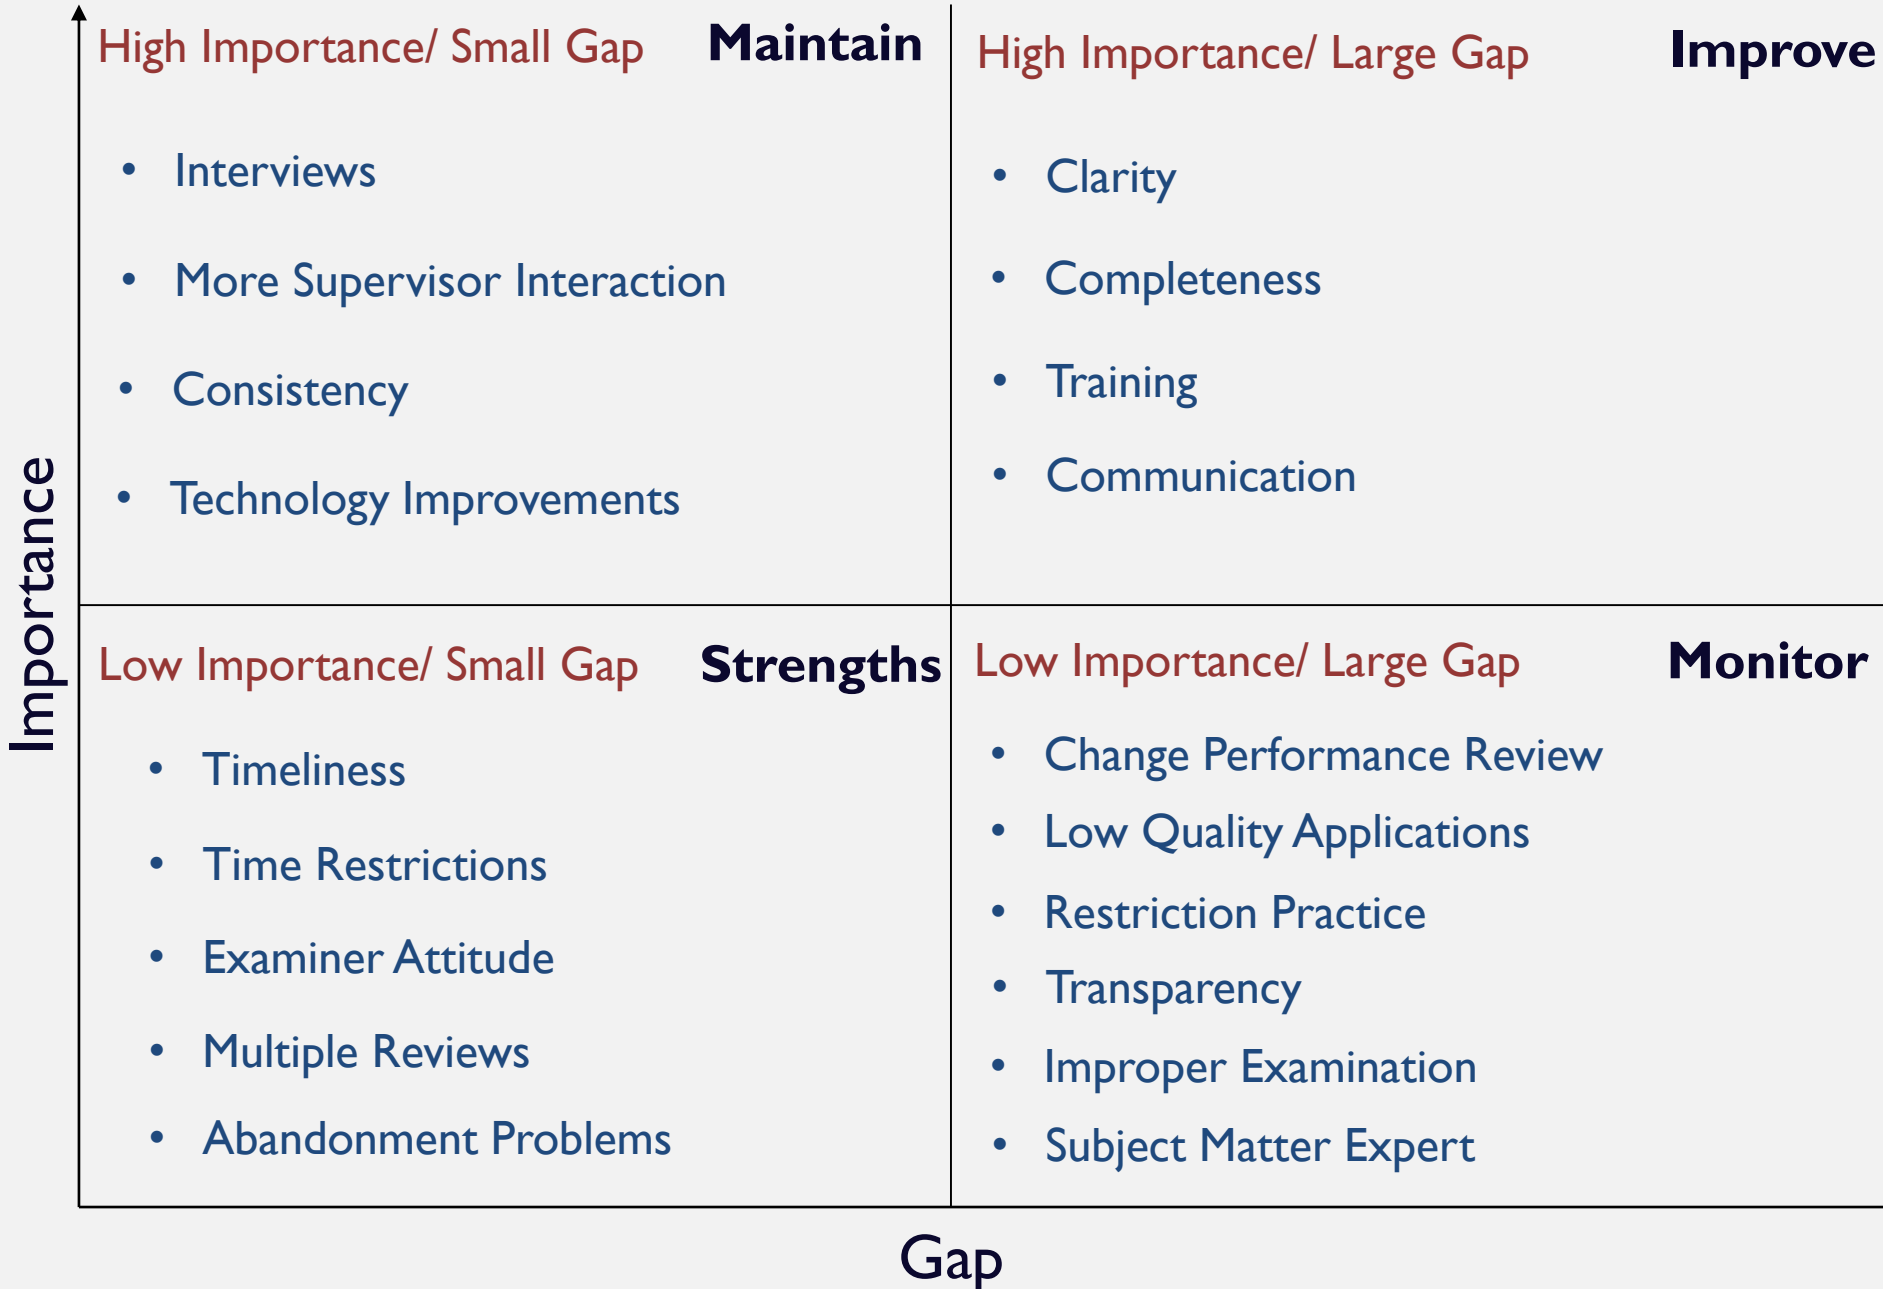 High Importance/ Small Gap Maintain
• Interviews
• More Supervisor Interaction
• Consistency
• Technology Improvements
High Importance/ Large Gap Improve
• Clarity
• Completeness
• Training
• Communication
Importance
Low Importance/ Small Gap Strengths
• Timeliness
• Time Restrictions
• Examiner Attitude
• Multiple Reviews
• Abandonment Problems
Low Importance/ Large Gap Monitor
• Change Performance Review
• Low Quality Applications
• Restriction Practice
• Transparency
• Improper Examination
• Subject Matter Expert
Gap